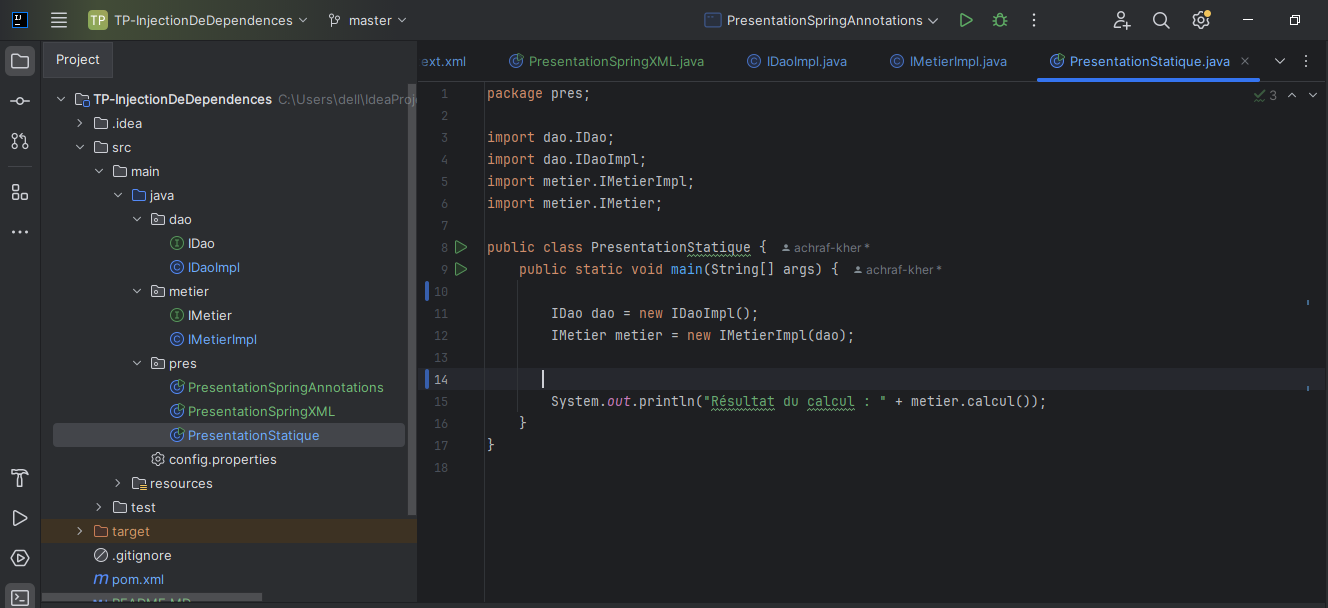 TP TP-InjectionDeDependences master PresentationSpringAnnotations
Project
ext.xml PresentationSpringXML.java IDaoImpl.java IMetierImpl.java PresentationStatique.java
TP-InjectionDeDependences C:\Users\dell\IdeaProj
.idea
src
main
java
dao
IDao
IDaoImpl
metier
IMetier
IMetierImpl
pres
PresentationSpringAnnotations
PresentationSpringXML
PresentationStatique
config.properties
resources
test
target
.gitignore
m pom.xml
README.MD
3
1 package pres;
2
3 import dao.IDao;
4 import dao.IDaoImpl;
5 import metier.IMetierImpl;
6 import metier.IMetier;
7
8 public class PresentationStatique { achraf-kher *
9 public static void main(String[] args) { achraf-kher *
10
11 IDao dao = new IDaoImpl();
12 IMetier metier = new IMetierImpl(dao);
13
14
15 System.out.println("Résultat du calcul : " + metier.calcul());
16 }
17 }
18